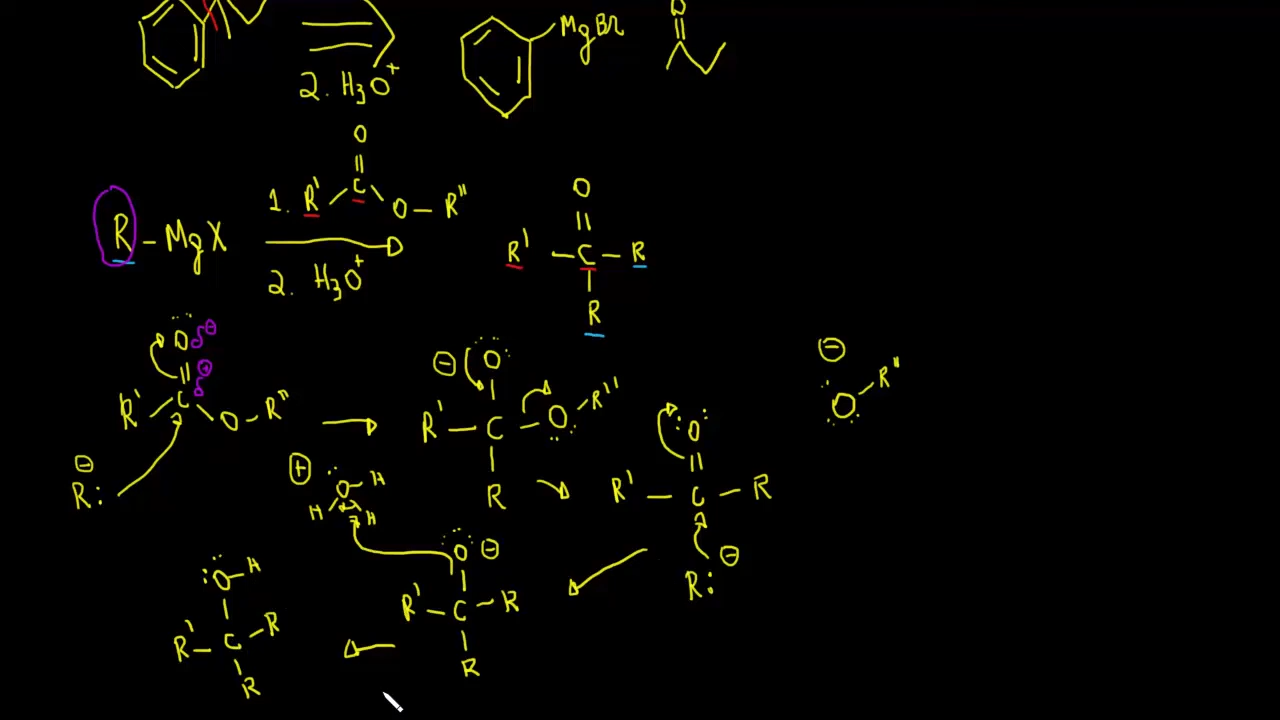 O
MgBr
2. H3O+
O
||
1. R' C O – R''
R – MgX
2. H3O+
O
||
R' – C – R
R
O δ⊖
|| δ⊕
R' C O – R''
⊖
R:
⊖ O
R' – C – O R''
R
⊖
O R''
O
||
R' – C – R
⊖
R:
⊕
O – H
H H
O ⊖
R' – C – R
R
O – H
R' – C – R
R